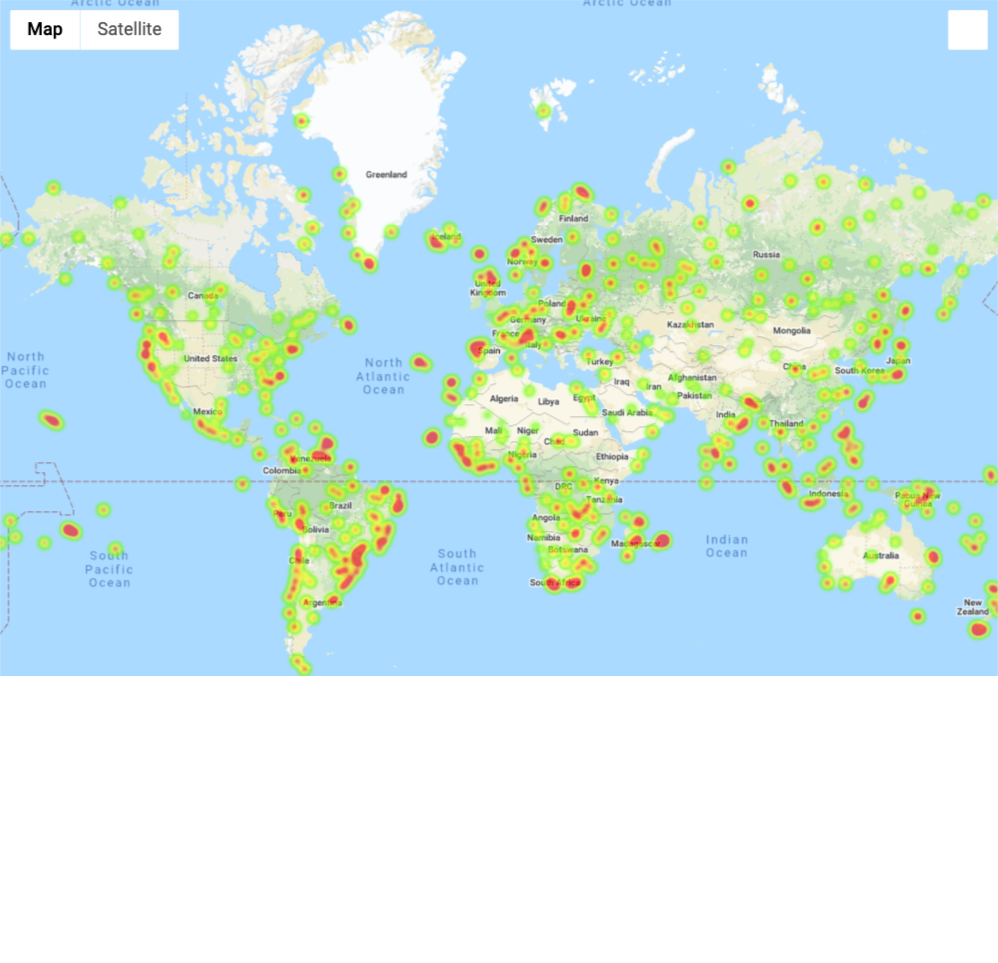 Arctic Ocean
Arctic Ocean
Map
Satellite
Greenland
Iceland
Finland
Sweden
Norway
Russia
United
Kingdom
Canada
Poland
Germany
Ukraine
Kazakhstan
Mongolia
France
Italy
Spain
Turkey
North
Pacific
Ocean
United States
North
Atlantic
Ocean
China
South Korea
Japan
Iraq
Iran
Afghanistan
Pakistan
Algeria
Libya
Egypt
Saudi Arabia
India
Mexico
Mali
Niger
Chad
Sudan
Thailand
Nigeria
Ethiopia
Venezuela
Colombia
DRC
Kenya
Tanzania
Indonesia
Papua New
Guinea
Brazil
Peru
Bolivia
Angola
Namibia
Botswana
Madagascar
Indian
Ocean
South
Pacific
Ocean
Chile
South
Atlantic
Ocean
Australia
South Africa
Argentina
New
Zealand